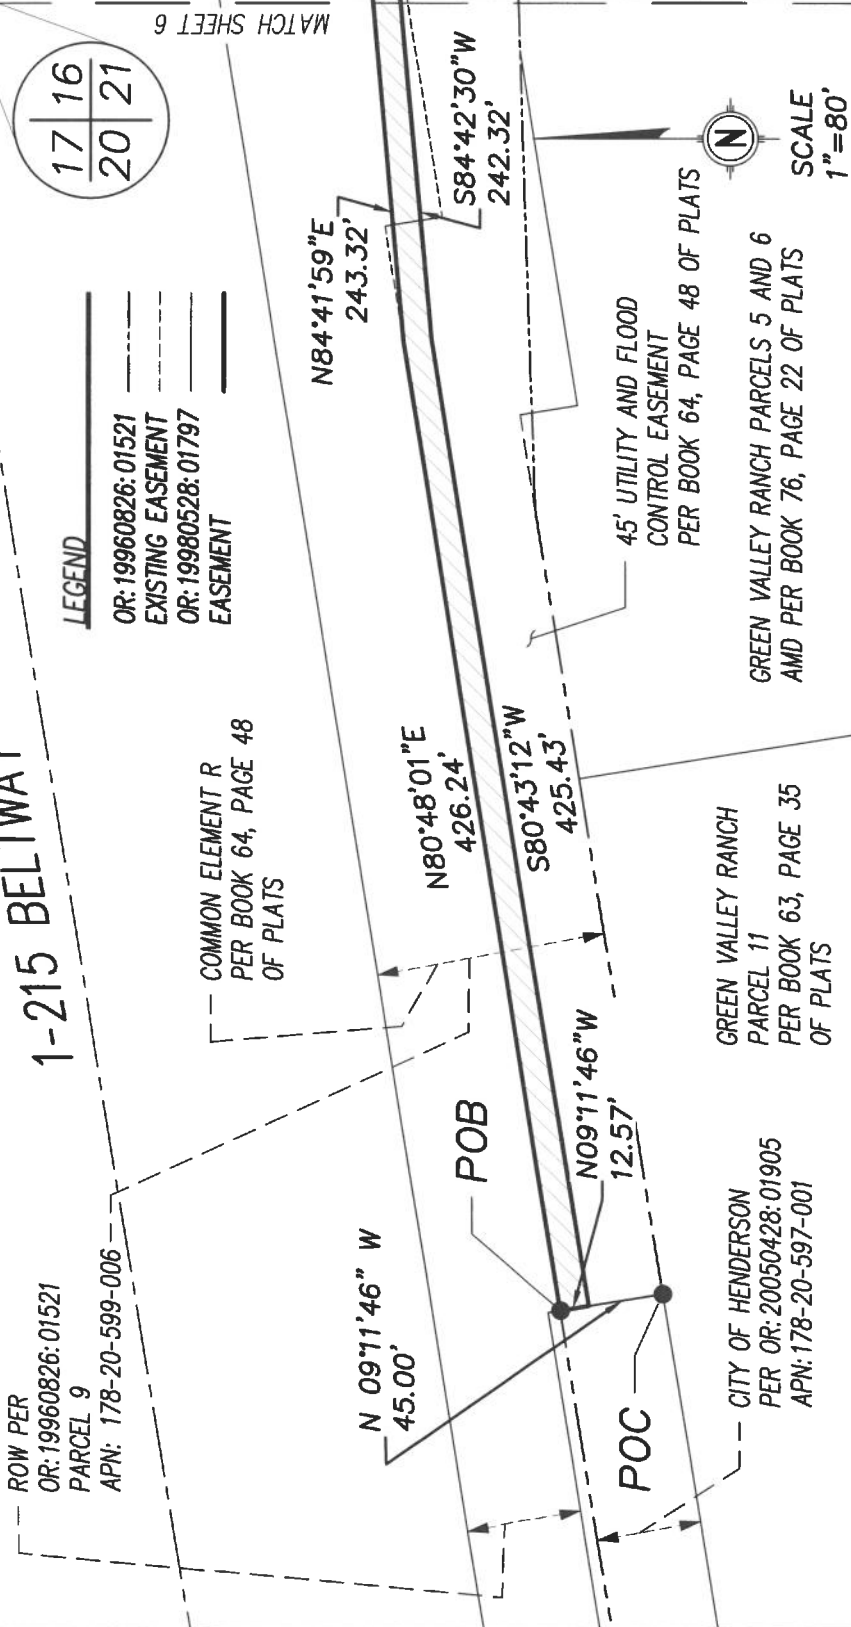 1-215 BELTWAY
MATCH SHEET 6
17 16
20 21
LEGEND
OR:19960826:01521
EXISTING EASEMENT
OR:19980528:01797
EASEMENT
ROW PER
OR:19960826:01521
PARCEL 9
APN: 178-20-599-006
COMMON ELEMENT R
PER BOOK 64, PAGE 48
OF PLATS
N84°41'59"E
243.32'
S84°42'30"W
242.32'
N80°48'01"E
426.24'
S80°43'12"W
425.43'
N 09°11'46" W
45.00'
POB
N09°11'46"W
12.57'
POC
45' UTILITY AND FLOOD
CONTROL EASEMENT
PER BOOK 64, PAGE 48 OF PLATS
GREEN VALLEY RANCH PARCELS 5 AND 6
AMD PER BOOK 76, PAGE 22 OF PLATS
GREEN VALLEY RANCH
PARCEL 11
PER BOOK 63, PAGE 35
OF PLATS
CITY OF HENDERSON
PER OR:20050428:01905
APN:178-20-597-001
N
SCALE
1"=80'